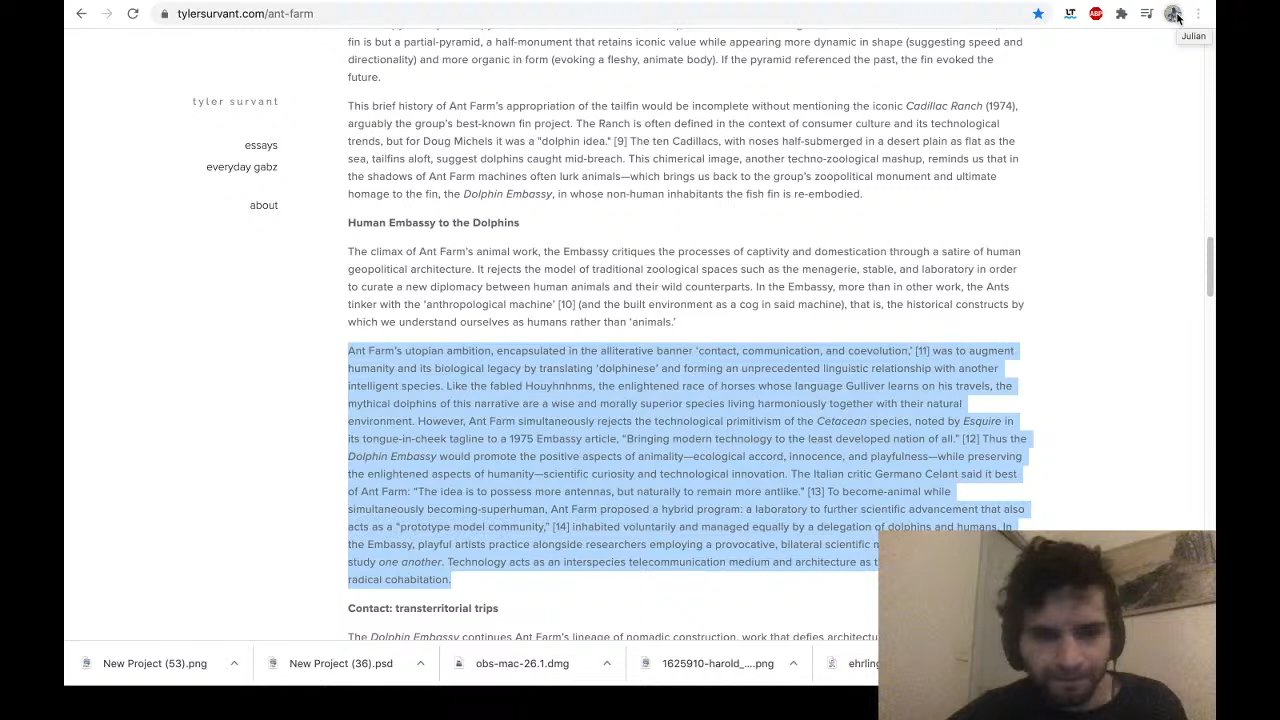 tylersurvant.com/ant-farm
LT
ABP
Julian
fin is but a partial-pyramid, a half-monument that retains iconic value while appearing more dynamic in shape (suggesting speed and
directionality) and more organic in form (evoking a fleshy, animate body). If the pyramid referenced the past, the fin evoked the
future.
tyler survant
essays
everyday gabz
about
This brief history of Ant Farm’s appropriation of the tailfin would be incomplete without mentioning the iconic Cadillac Ranch (1974),
arguably the group’s best-known fin project. The Ranch is often defined in the context of consumer culture and its technological
trends, but for Doug Michels it was a “dolphin idea.” [9] The ten Cadillacs, with noses half-submerged in a desert plain as flat as the
sea, tailfins aloft, suggest dolphins caught mid-breach. This chimerical image, another techno-zoological mashup, reminds us that in
the shadows of Ant Farm machines often lurk animals—which brings us back to the group’s zoopolitical monument and ultimate
homage to the fin, the Dolphin Embassy, in whose non-human inhabitants the fish fin is re-embodied.
Human Embassy to the Dolphins
The climax of Ant Farm’s animal work, the Embassy critiques the processes of captivity and domestication through a satire of human
geopolitical architecture. It rejects the model of traditional zoological spaces such as the menagerie, stable, and laboratory in order
to curate a new diplomacy between human animals and their wild counterparts. In the Embassy, more than in other work, the Ants
tinker with the ‘anthropological machine’ [10] (and the built environment as a cog in said machine), that is, the historical constructs by
which we understand ourselves as humans rather than ‘animals.’
Ant Farm’s utopian ambition, encapsulated in the alliterative banner ‘contact, communication, and coevolution,’ [11] was to augment
humanity and its biological legacy by translating ‘dolphinese’ and forming an unprecedented linguistic relationship with another
intelligent species. Like the fabled Houyhnhnms, the enlightened race of horses whose language Gulliver learns on his travels, the
mythical dolphins of this narrative are a wise and morally superior species living harmoniously together with their natural
environment. However, Ant Farm simultaneously rejects the technological primitivism of the Cetacean species, noted by Esquire in
its tongue-in-cheek tagline to a 1975 Embassy article, “Bringing modern technology to the least developed nation of all.” [12] Thus the
Dolphin Embassy would promote the positive aspects of animality—ecological accord, innocence, and playfulness—while preserving
the enlightened aspects of humanity—scientific curiosity and technological innovation. The Italian critic Germano Celant said it best
of Ant Farm: “The idea is to possess more antennas, but naturally to remain more antlike.” [13] To become-animal while
simultaneously becoming-superhuman, Ant Farm proposed a hybrid program: a laboratory to further scientific advancement that also
acts as a “prototype model community,” [14] inhabited voluntarily and managed equally by a delegation of dolphins and humans. In
the Embassy, playful artists practice alongside researchers employing a provocative, bilateral scientific
study one another. Technology acts as an interspecies telecommunication medium and architecture as
radical cohabitation.
Contact: transterritorial trips
The Dolphin Embassy continues Ant Farm’s lineage of nomadic construction, work that defies
New Project (53).png
New Project (36).psd
obs-mac-26.1.dmg
1625910-harold_....png